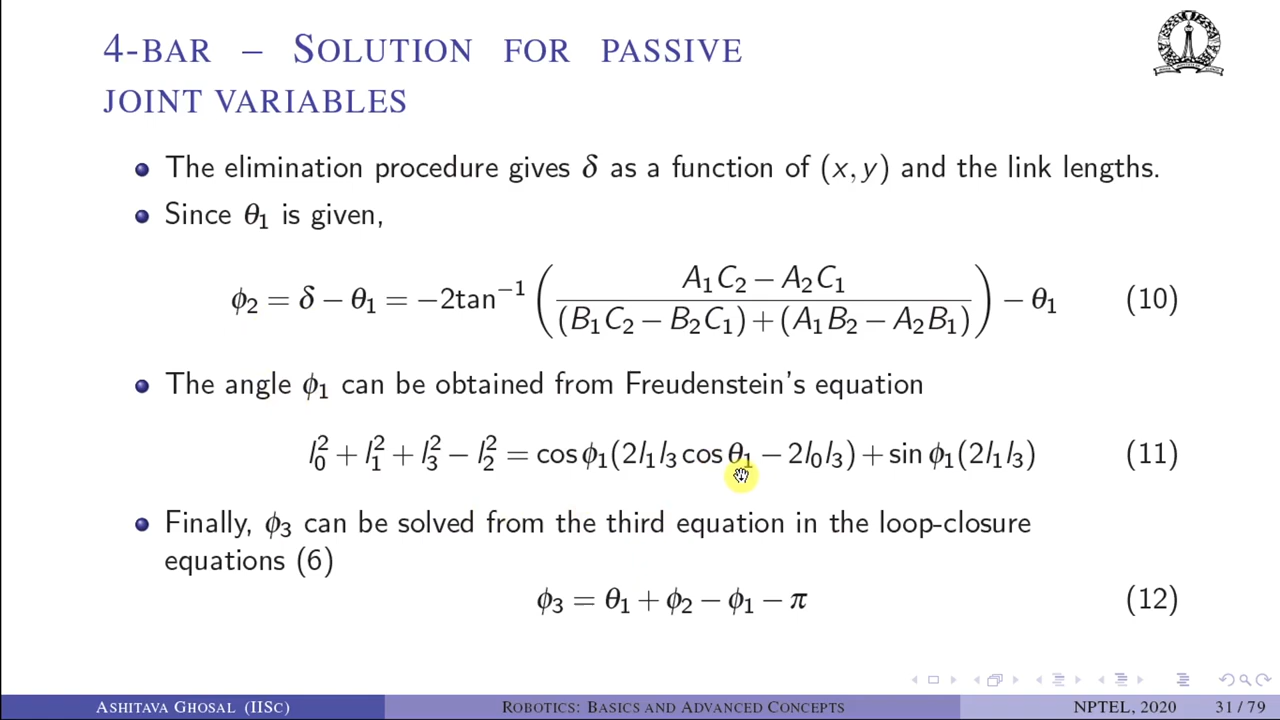 4-BAR – SOLUTION FOR PASSIVE
JOINT VARIABLES
The elimination procedure gives δ as a function of (x, y) and the link lengths.
Since θ₁ is given,
ϕ₂ = δ − θ₁ = −2tan⁻¹ ( (A₁C₂ − A₂C₁) / ((B₁C₂ − B₂C₁) + (A₁B₂ − A₂B₁)) ) − θ₁ (10)
The angle ϕ₁ can be obtained from Freudenstein's equation
l₀² + l₁² + l₃² − l₂² = cos ϕ₁(2l₁l₃ cos θ₁ − 2l₀l₃) + sin ϕ₁(2l₁l₃) (11)
Finally, ϕ₃ can be solved from the third equation in the loop-closure
equations (6)
ϕ₃ = θ₁ + ϕ₂ − ϕ₁ − π (12)
ASHITAVA GHOSAL (IISC) ROBOTICS: BASICS AND ADVANCED CONCEPTS NPTEL, 2020 31 / 79